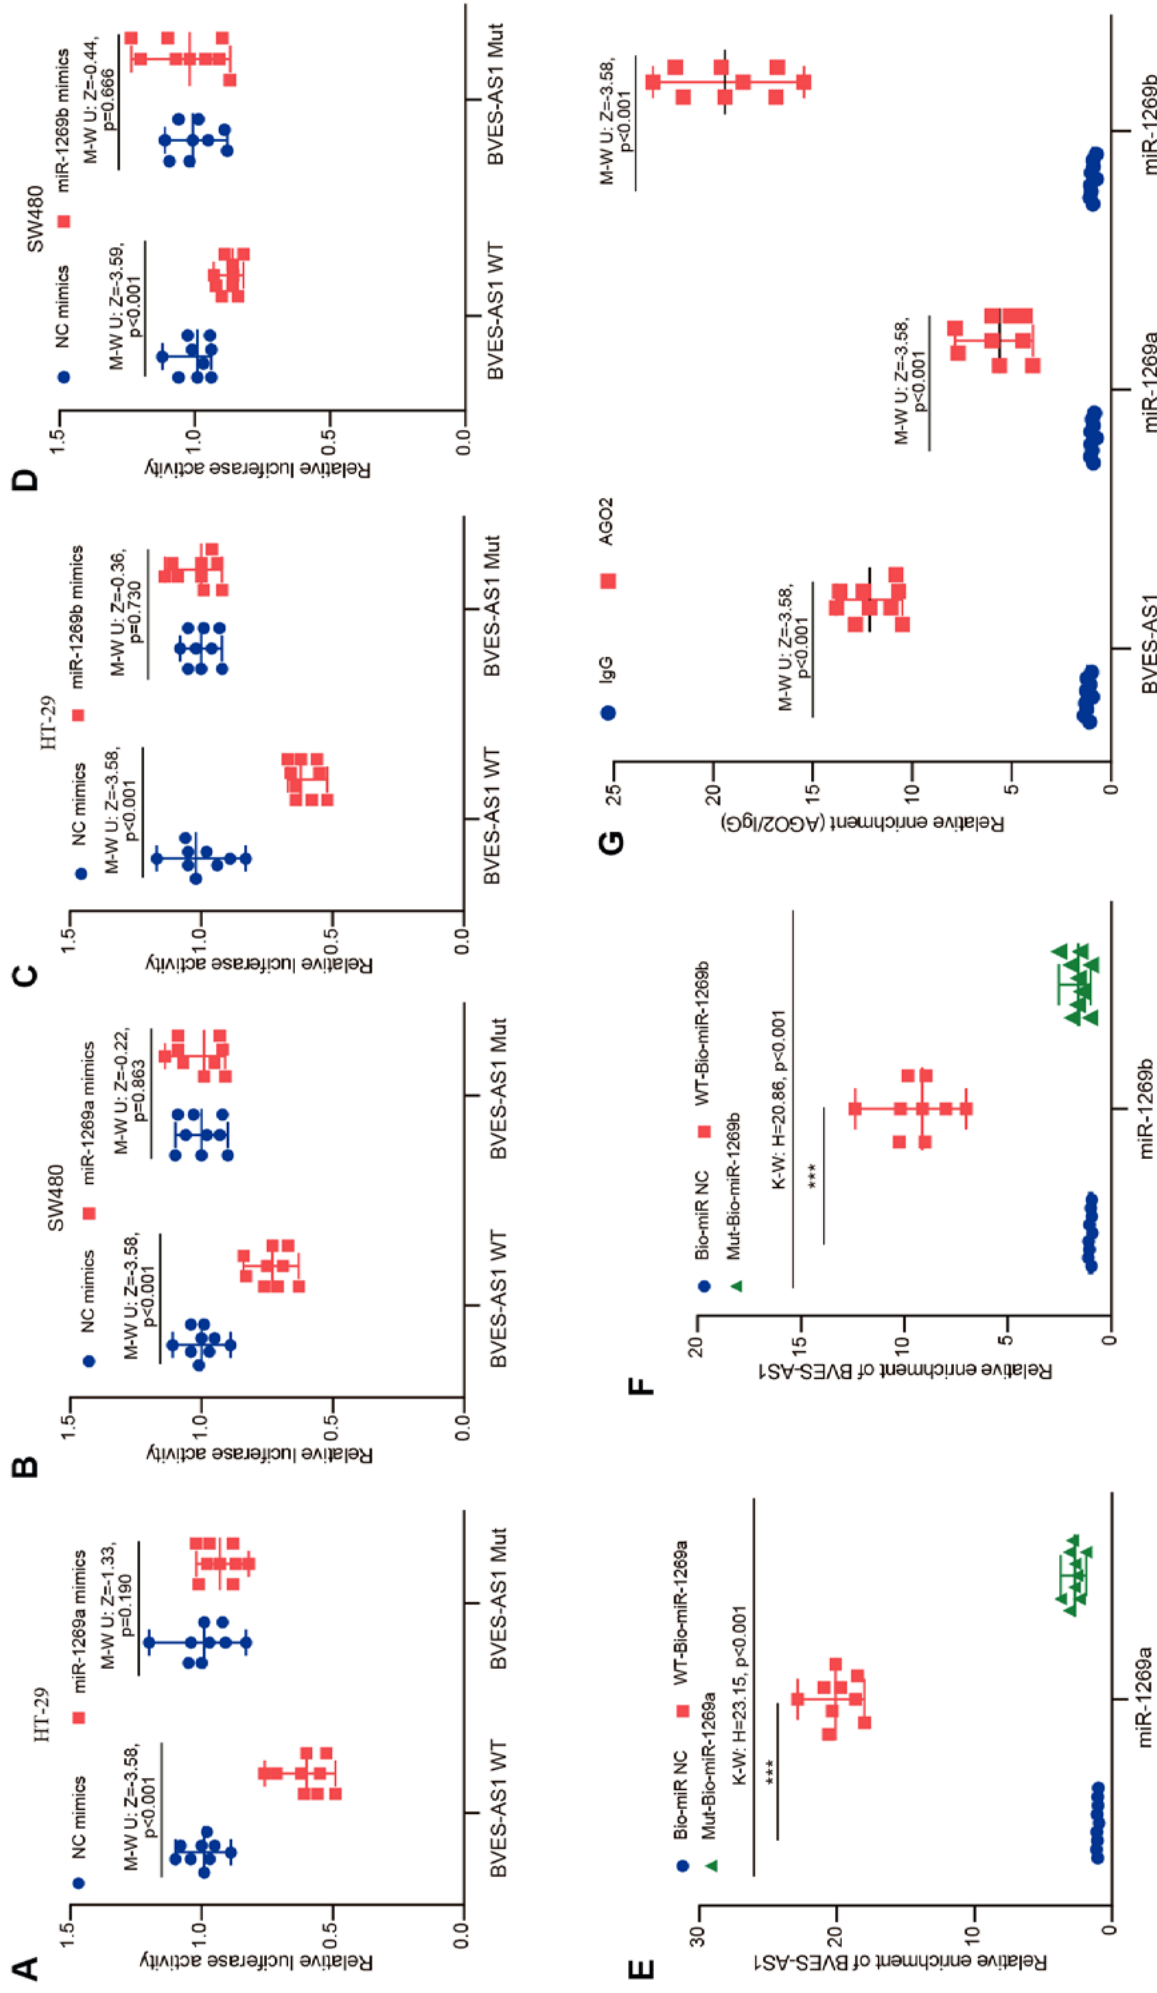 A
HT-29
NC mimics
miR-1269a mimics
M-W U: Z=-3.58,
p<0.001
M-W U: Z=-1.33,
p=0.190
Relative luciferase activity
1.5
1.0
0.5
0.0
BVES-AS1 WT
BVES-AS1 Mut
B
SW480
NC mimics
miR-1269a mimics
M-W U: Z=-3.58,
p<0.001
M-W U: Z=-0.22,
p=0.863
Relative luciferase activity
1.5
1.0
0.5
0.0
BVES-AS1 WT
BVES-AS1 Mut
C
HT-29
NC mimics
miR-1269b mimics
M-W U: Z=-3.58,
p<0.001
M-W U: Z=-0.36,
p=0.730
Relative luciferase activity
1.5
1.0
0.5
0.0
BVES-AS1 WT
BVES-AS1 Mut
D
SW480
NC mimics
miR-1269b mimics
M-W U: Z=-3.59,
p<0.001
M-W U: Z=-0.44,
p=0.666
Relative luciferase activity
1.5
1.0
0.5
0.0
BVES-AS1 WT
BVES-AS1 Mut
E
Bio-miR NC
WT-Bio-miR-1269a
Mut-Bio-miR-1269a
K-W: H=23.15, p<0.001
***
Relative enrichment of BVES-AS1
30
20
10
0
miR-1269a
F
Bio-miR NC
WT-Bio-miR-1269b
Mut-Bio-miR-1269b
K-W: H=20.86, p<0.001
***
Relative enrichment of BVES-AS1
20
15
10
5
0
miR-1269b
G
IgG
AGO2
M-W U: Z=-3.58,
p<0.001
M-W U: Z=-3.58,
p<0.001
M-W U: Z=-3.58,
p<0.001
Relative enrichment (AGO2/IgG)
25
20
15
10
5
0
BVES-AS1
miR-1269a
miR-1269b